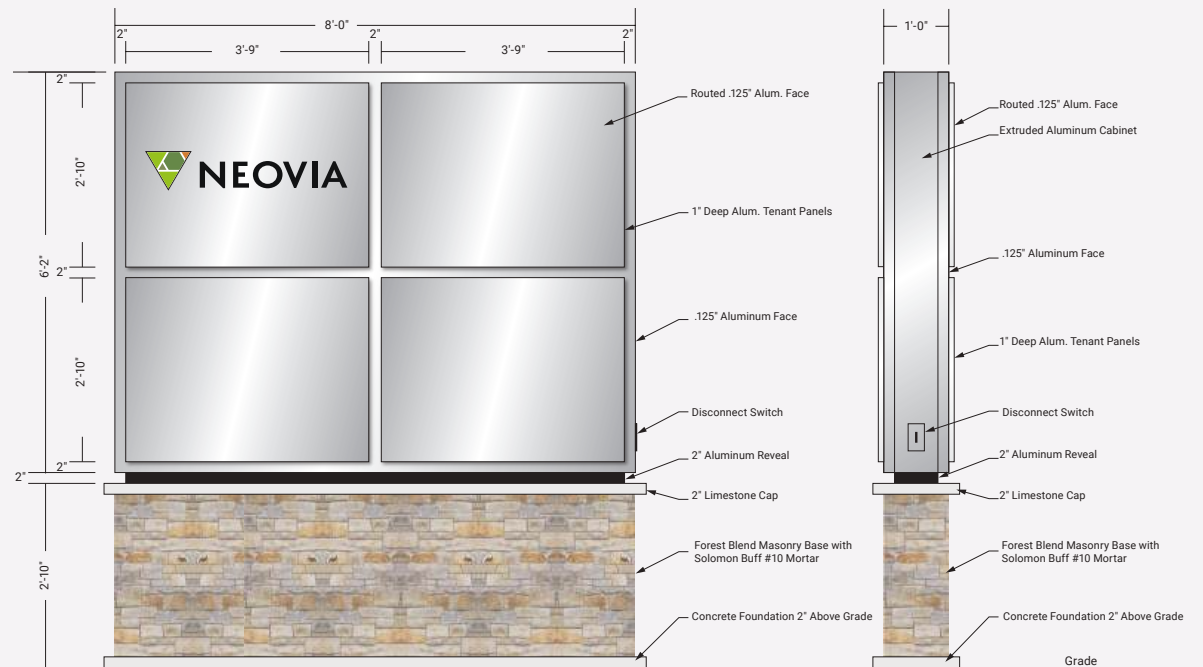 8'-0"
2"
2"
2"
3'-9"
3'-9"
1'-0"
2"
2'-10"
6'-2"
2"
2'-10"
2"
2"
2'-10"
NEOVIA
Routed .125" Alum. Face
1" Deep Alum. Tenant Panels
.125" Aluminum Face
Disconnect Switch
2" Aluminum Reveal
2" Limestone Cap
Forest Blend Masonry Base with
Solomon Buff #10 Mortar
Concrete Foundation 2" Above Grade
Routed .125" Alum. Face
Extruded Aluminum Cabinet
.125" Aluminum Face
1" Deep Alum. Tenant Panels
Disconnect Switch
2" Aluminum Reveal
2" Limestone Cap
Forest Blend Masonry Base with
Solomon Buff #10 Mortar
Concrete Foundation 2" Above Grade
Grade